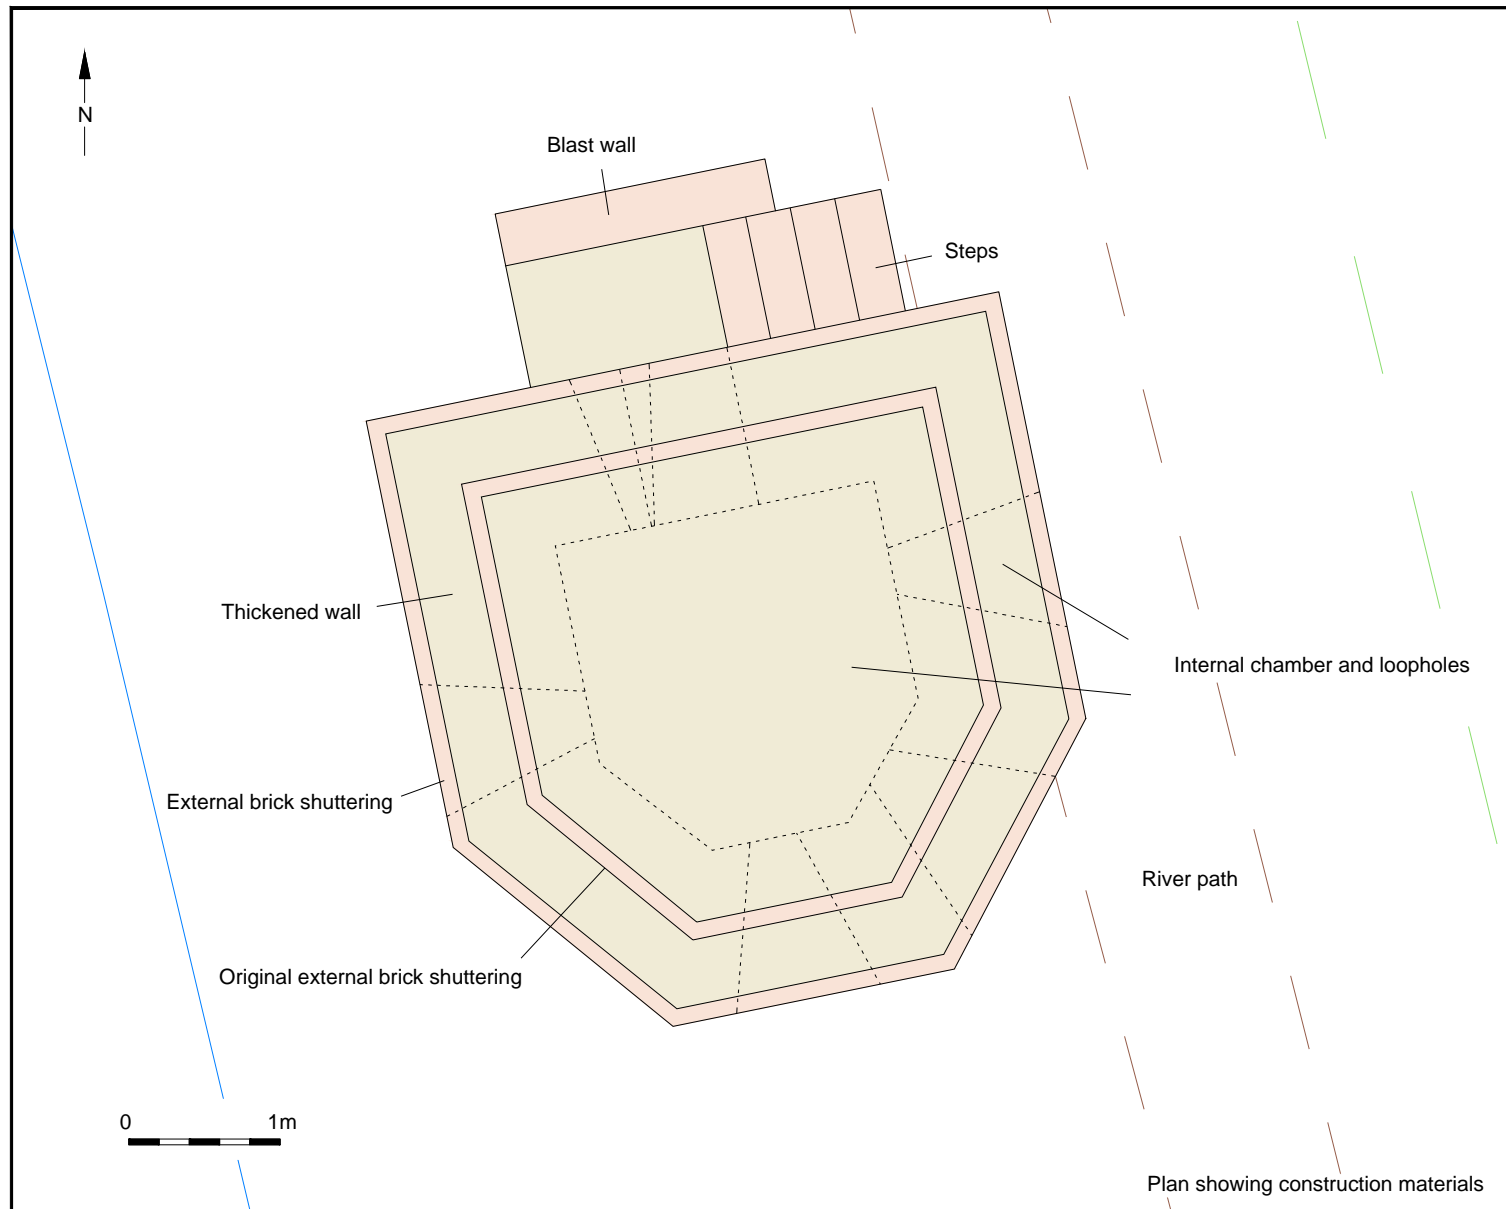 N
Blast wall
Steps
Thickened wall
Internal chamber and loopholes
External brick shuttering
River path
Original external brick shuttering
0 1m
Plan showing construction materials